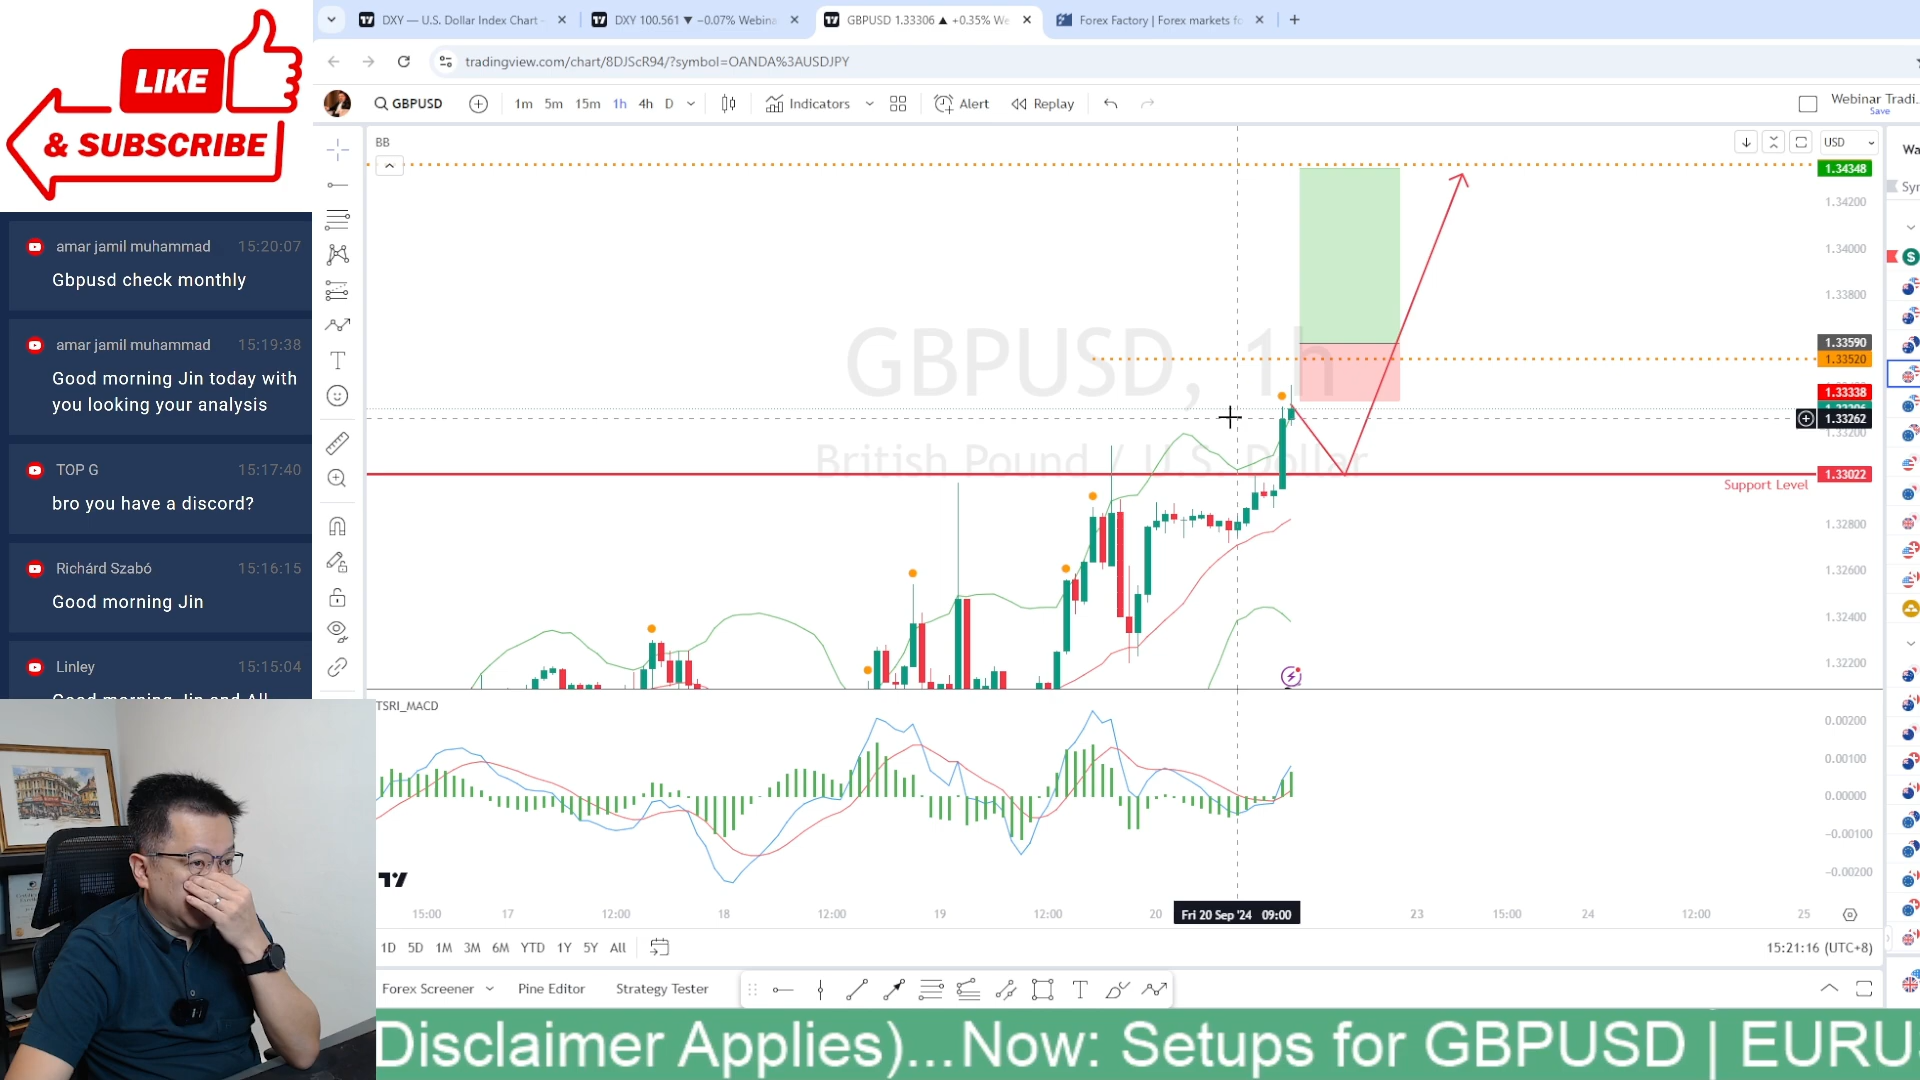 LIKE
& SUBSCRIBE
amar jamil muhammad 15:20:07
Gbpusd check monthly
amar jamil muhammad 15:19:38
Good morning Jin today with
you looking your analysis
TOP G 15:17:40
bro you have a discord?
Richárd Szabó 15:16:15
Good morning Jin
Linley 15:15:04
Good morning Jin and All
DXY — U.S. Dollar Index Chart
DXY 100.561 ▼ −0.07% Webina
GBPUSD 1.33306 ▲ +0.35% We
Forex Factory | Forex markets fo
tradingview.com/chart/8DJScR94/?symbol=OANDA%3AUSDJPY
GBPUSD
1m 5m 15m 1h 4h D
Indicators
Alert
Replay
Webinar Tradi...
Save
BB
USD
Wa
Syr
1.34348
1.34200
1.34000
1.33800
1.33590
1.33520
1.33338
1.33262
1.33200
1.33022
Support Level
1.32800
1.32600
1.32400
1.32200
GBPUSD, 1h
British Pound / U.S. Dollar
TSRI_MACD
0.00200
0.00100
0.00000
−0.00100
−0.00200
15:00 17 12:00 18 12:00 19 12:00 20 Fri 20 Sep '24 09:00 23 15:00 24 12:00 25
1D 5D 1M 3M 6M YTD 1Y 5Y All
15:21:16 (UTC+8)
Forex Screener Pine Editor Strategy Tester
Disclaimer Applies)...Now: Setups for GBPUSD | EURU